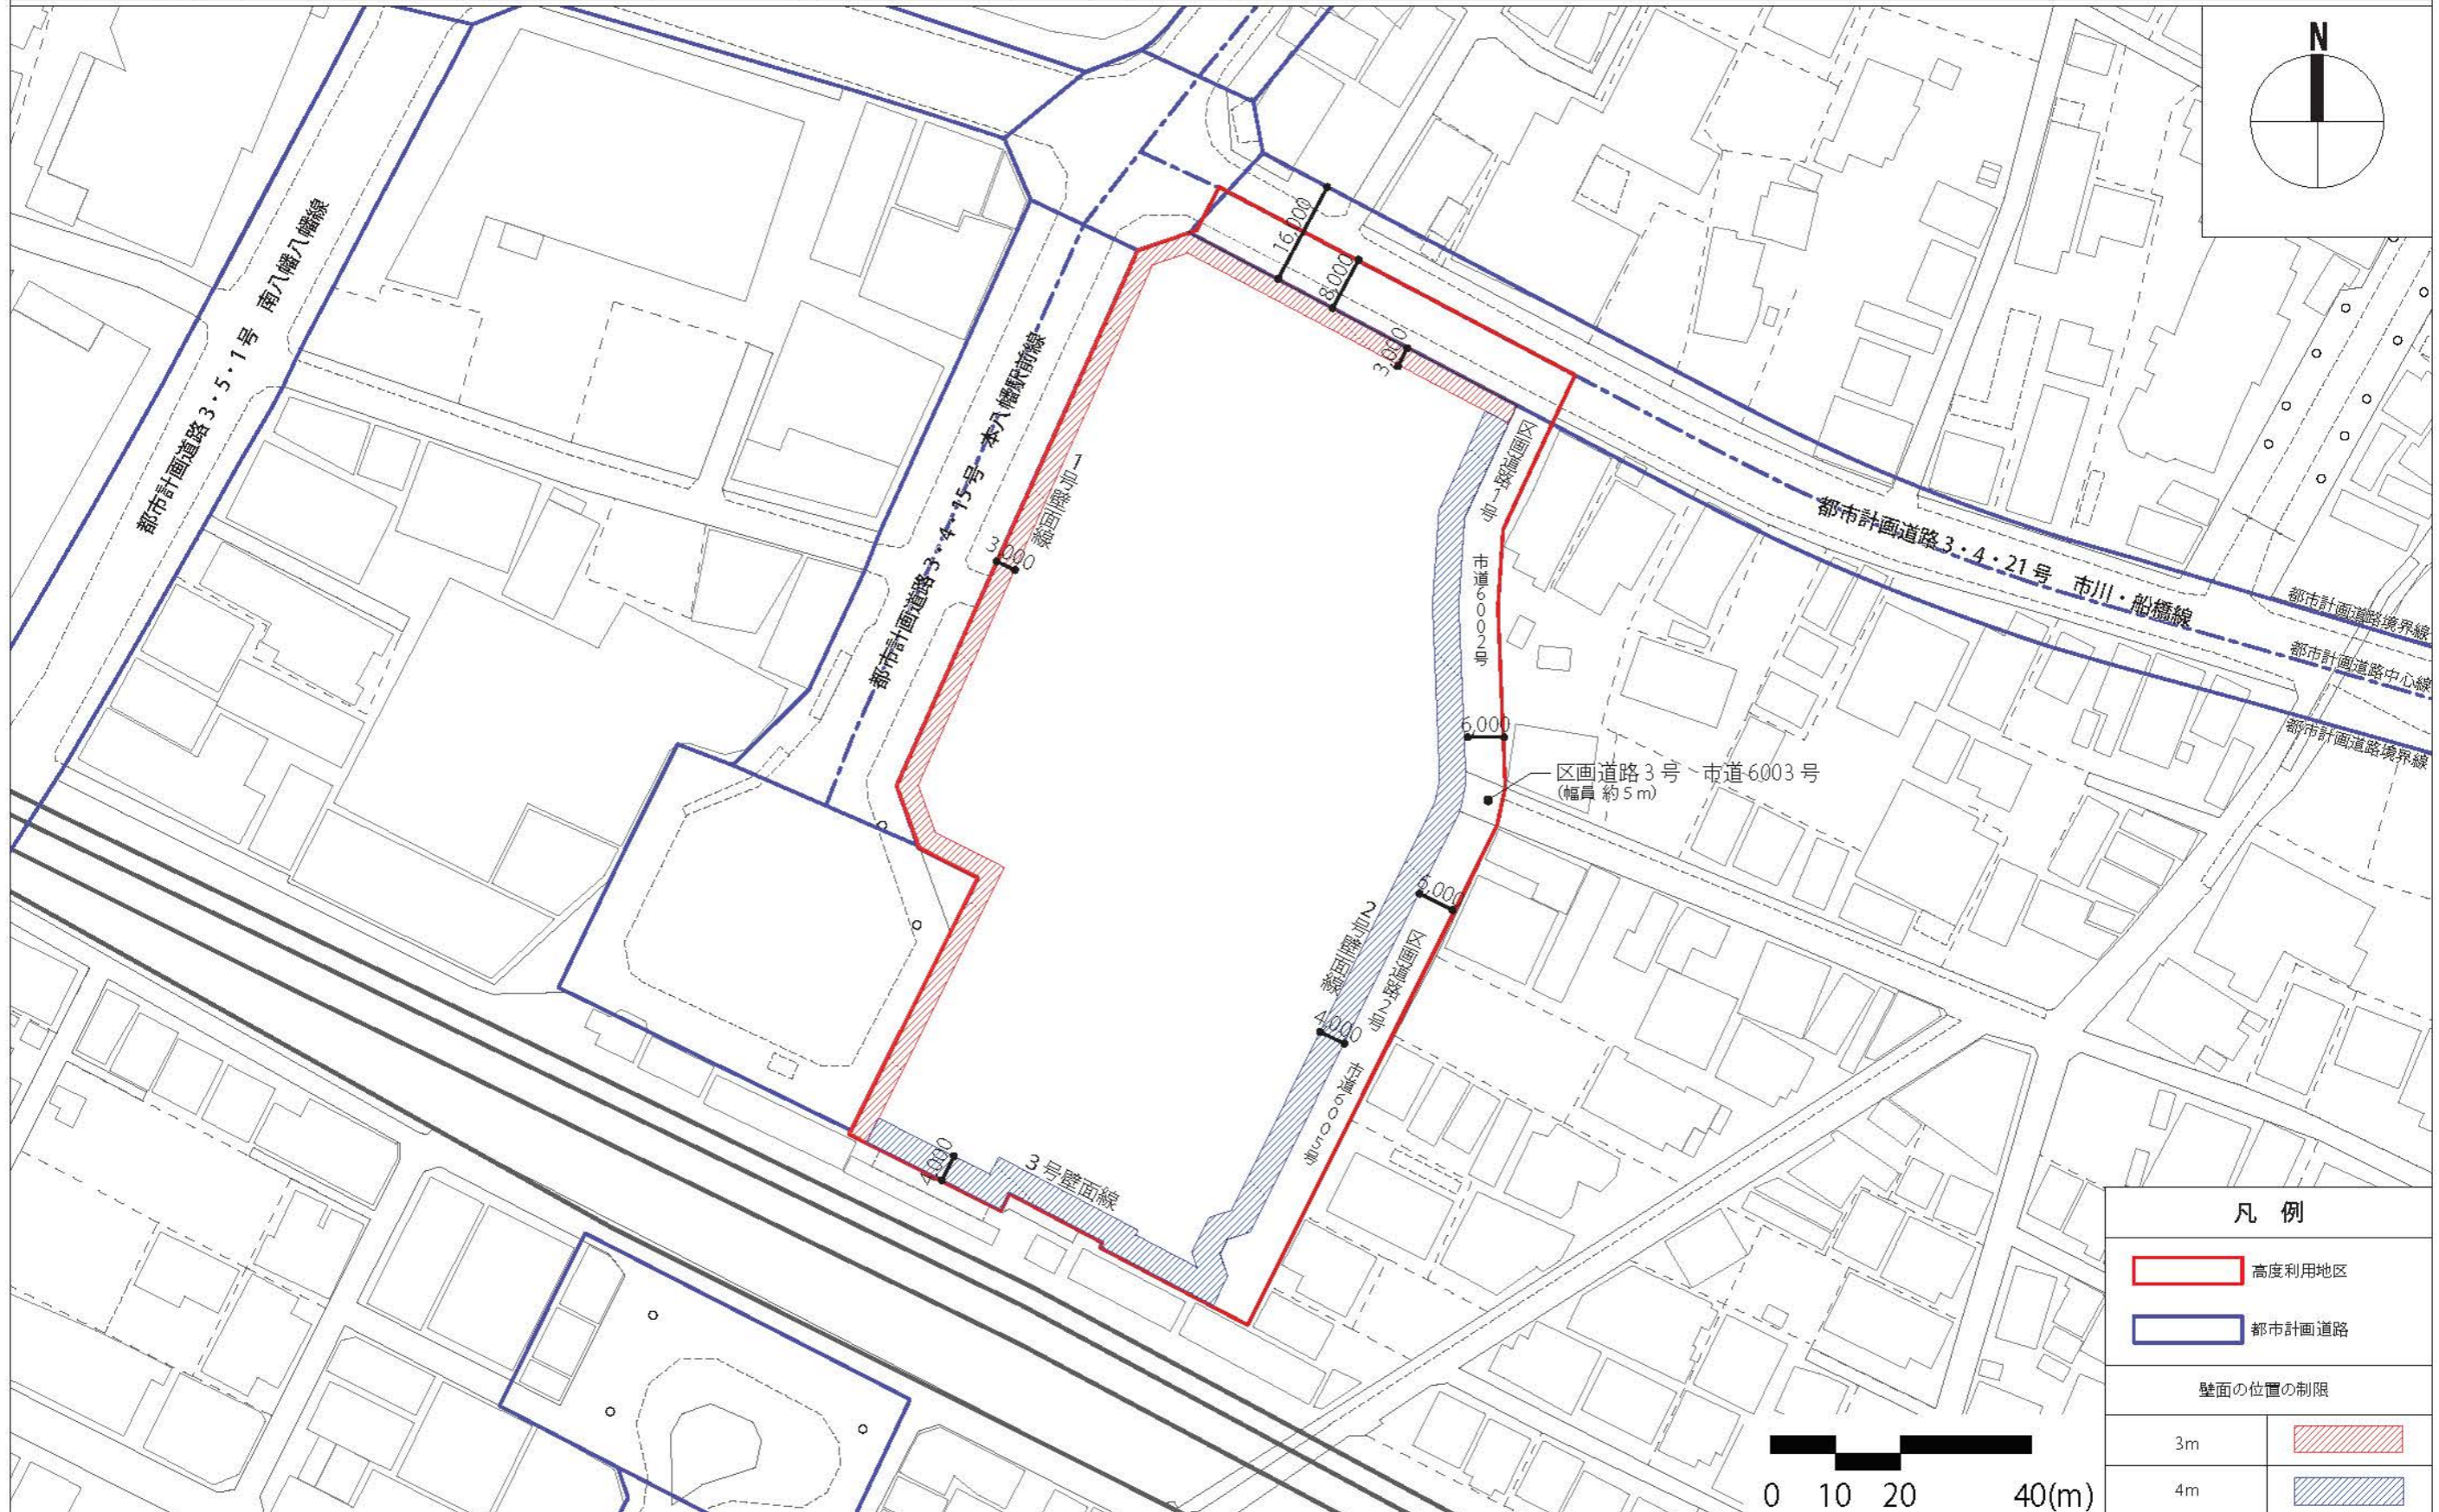 N
都市計画道路3・5・1号 南八幡八幡線
都市計画道路3・4・15号 本八幡駅前線
16,000
8,000
3,000
1号壁面線
3,000
区画道路1号
市道6002号
都市計画道路3・4・21号 市川・船橋線
都市計画道路境界線
都市計画道路中心線
都市計画道路境界線
6,000
区画道路3号 市道6003号
(幅員 約5m)
6,000
2号壁面線
区画道路2号
4,000
市道6005号
4,000
3号壁面線
凡 例
高度利用地区
都市計画道路
壁面の位置の制限
3m
4m
0 10 20 40(m)